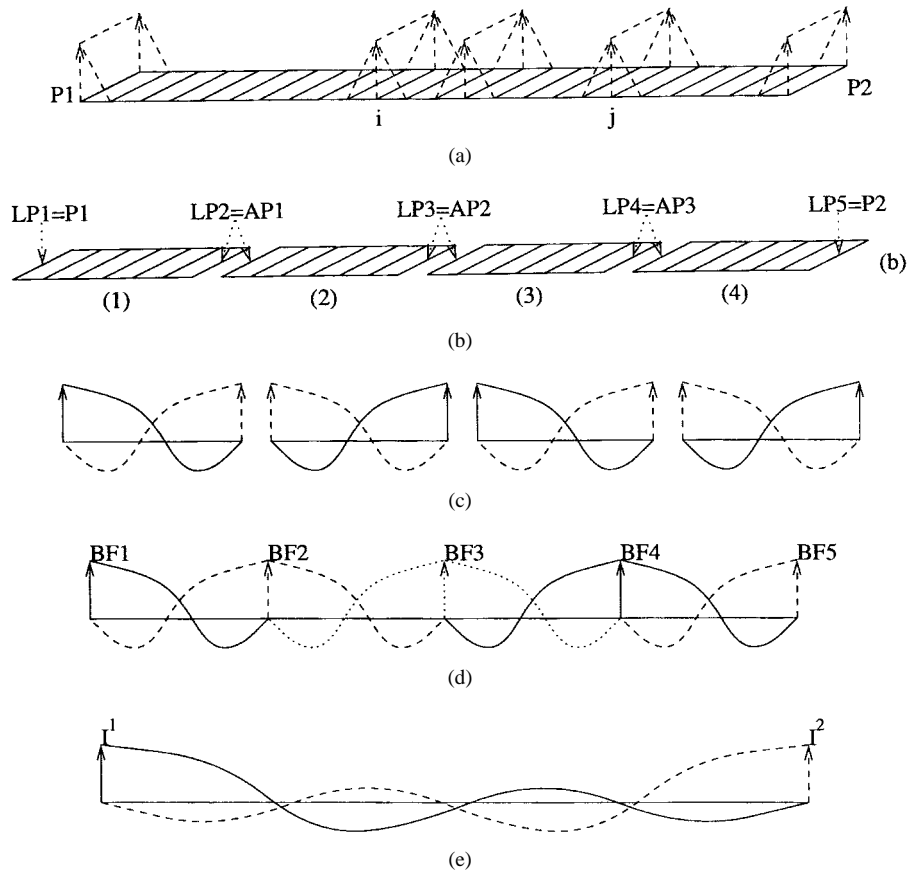 P1
P2
i
j
(a)
LP1=P1 LP2=AP1 LP3=AP2 LP4=AP3 LP5=P2
(b)
(1) (2) (3) (4)
(b)
(c)
BF1 BF2 BF3 BF4 BF5
(d)
I¹ I²
(e)